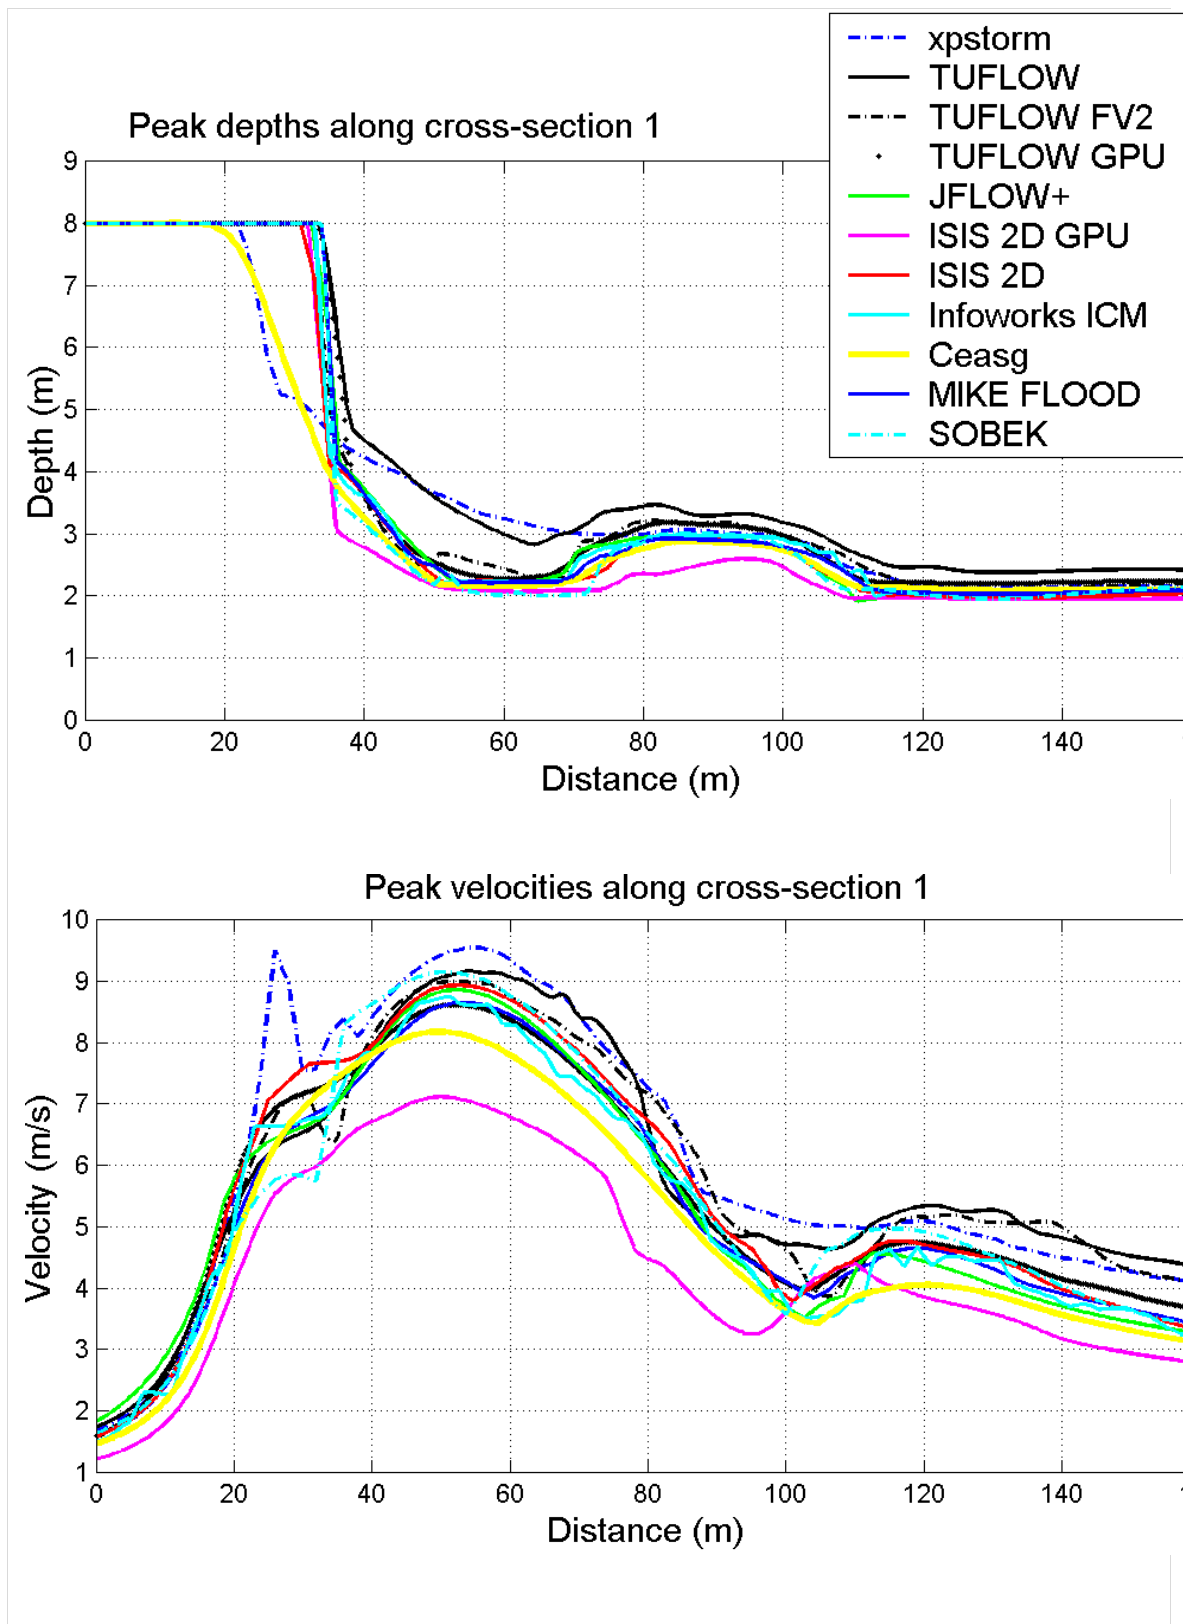 xpstorm
TUFLOW
TUFLOW FV2
TUFLOW GPU
JFLOW+
ISIS 2D GPU
ISIS 2D
Infoworks ICM
Ceasg
MIKE FLOOD
SOBEK
Peak depths along cross-section 1
9
8
7
6
5
4
3
2
1
0
Depth (m)
0 20 40 60 80 100 120 140 1
Distance (m)
Peak velocities along cross-section 1
10
9
8
7
6
5
4
3
2
1
Velocity (m/s)
0 20 40 60 80 100 120 140 1
Distance (m)